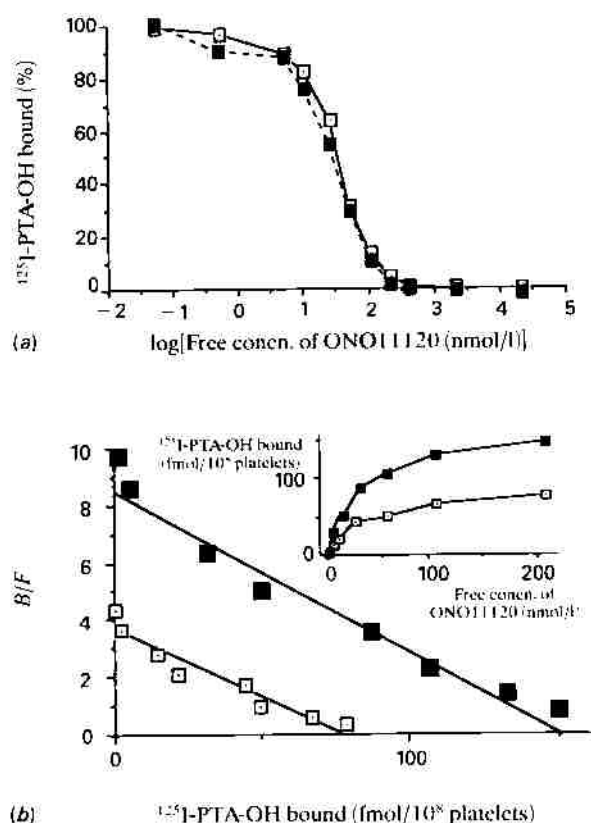 100
80
60
40
20
0
¹²⁵I-PTA-OH bound (%)
−2 −1 0 1 2 3 4 5
(a) log[Free concn. of ONO11120 (nmol/l)]
10
8
6
4
2
0
B/F
¹²⁵I-PTA-OH bound
(fmol/10⁸ platelets)
100
0
0 100 200
Free concn. of
ONO11120 (nmol/l)
0 100
(b) ¹²⁵I-PTA-OH bound (fmol/10⁸ platelets)